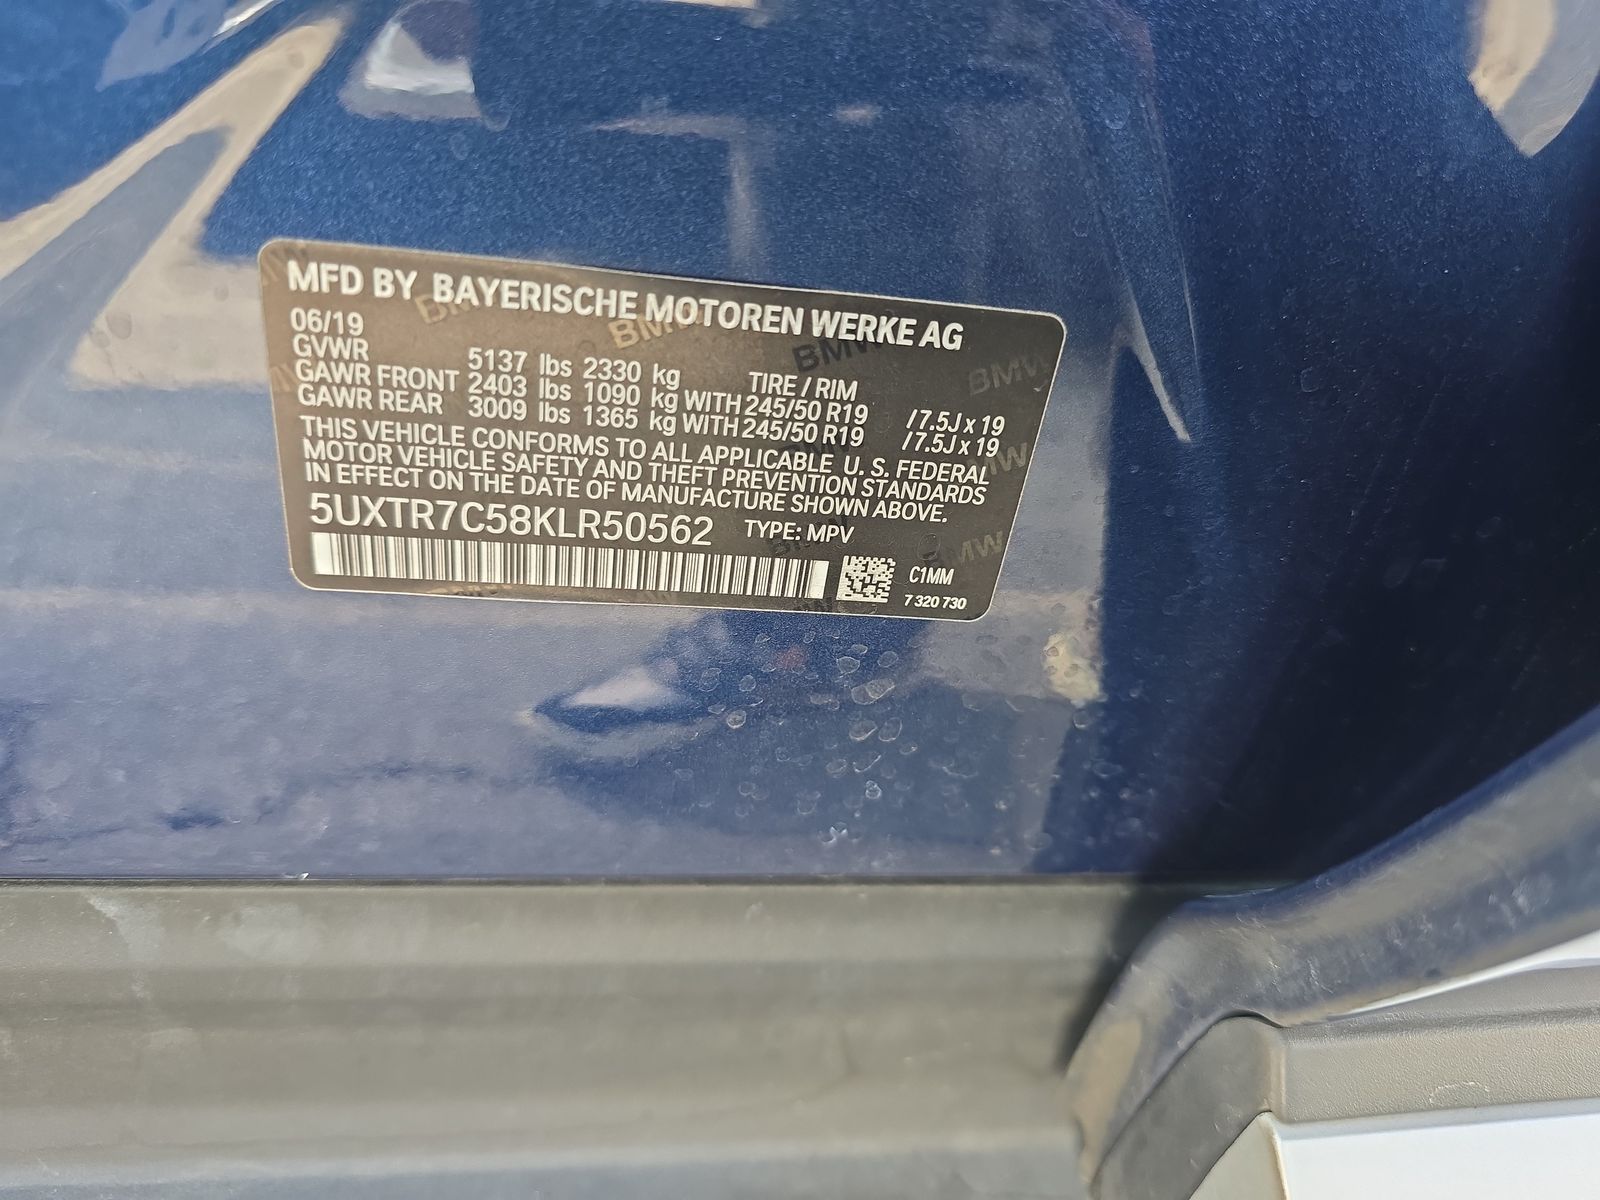 MFD BY BAYERISCHE MOTOREN WERKE AG
06/19
GVWR 5137 lbs 2330 kg TIRE / RIM
GAWR FRONT 2403 lbs 1090 kg WITH 245/50 R19 / 7.5J x 19
GAWR REAR 3009 lbs 1365 kg WITH 245/50 R19 / 7.5J x 19
THIS VEHICLE CONFORMS TO ALL APPLICABLE U. S. FEDERAL
MOTOR VEHICLE SAFETY AND THEFT PREVENTION STANDARDS
IN EFFECT ON THE DATE OF MANUFACTURE SHOWN ABOVE.
5UXTR7C58KLR50562 TYPE: MPV
C1MM
7 320 730